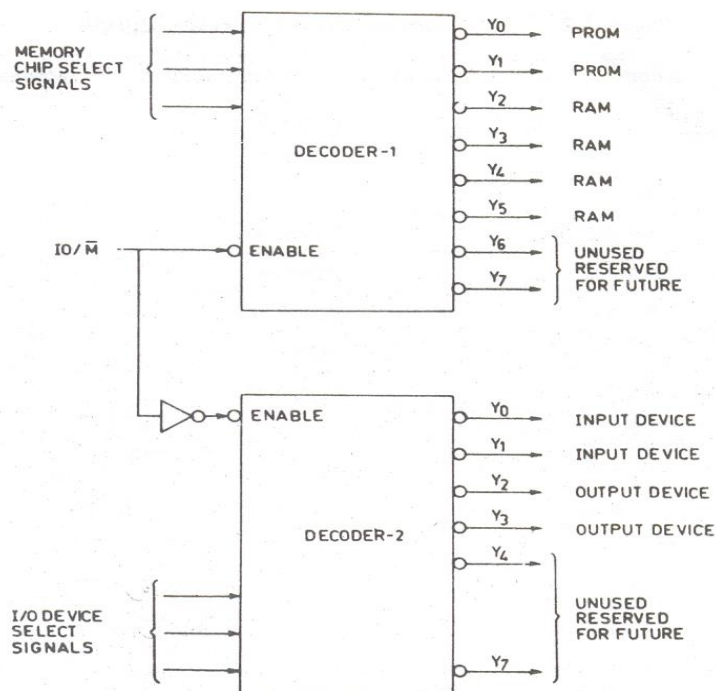 MEMORY
CHIP SELECT
SIGNALS
DECODER-1
Y0
PROM
Y1
PROM
Y2
RAM
Y3
RAM
Y4
RAM
Y5
RAM
Y6
Y7
UNUSED
RESERVED
FOR FUTURE
IO/M̅
ENABLE
ENABLE
DECODER-2
Y0
INPUT DEVICE
Y1
INPUT DEVICE
Y2
OUTPUT DEVICE
Y3
OUTPUT DEVICE
Y4
Y7
UNUSED
RESERVED
FOR FUTURE
I/O DEVICE
SELECT
SIGNALS